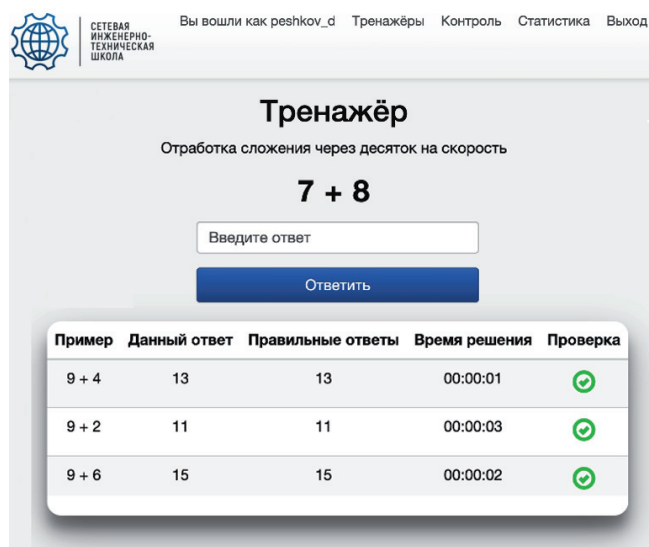 СЕТЕВАЯ
ИНЖЕНЕРНО-
ТЕХНИЧЕСКАЯ
ШКОЛА
Вы вошли как peshkov_d Тренажёры Контроль Статистика Выход
Тренажёр
Отработка сложения через десяток на скорость
7 + 8
Введите ответ
Ответить
Пример Данный ответ Правильные ответы Время решения Проверка
9 + 4 13 13 00:00:01
9 + 2 11 11 00:00:03
9 + 6 15 15 00:00:02